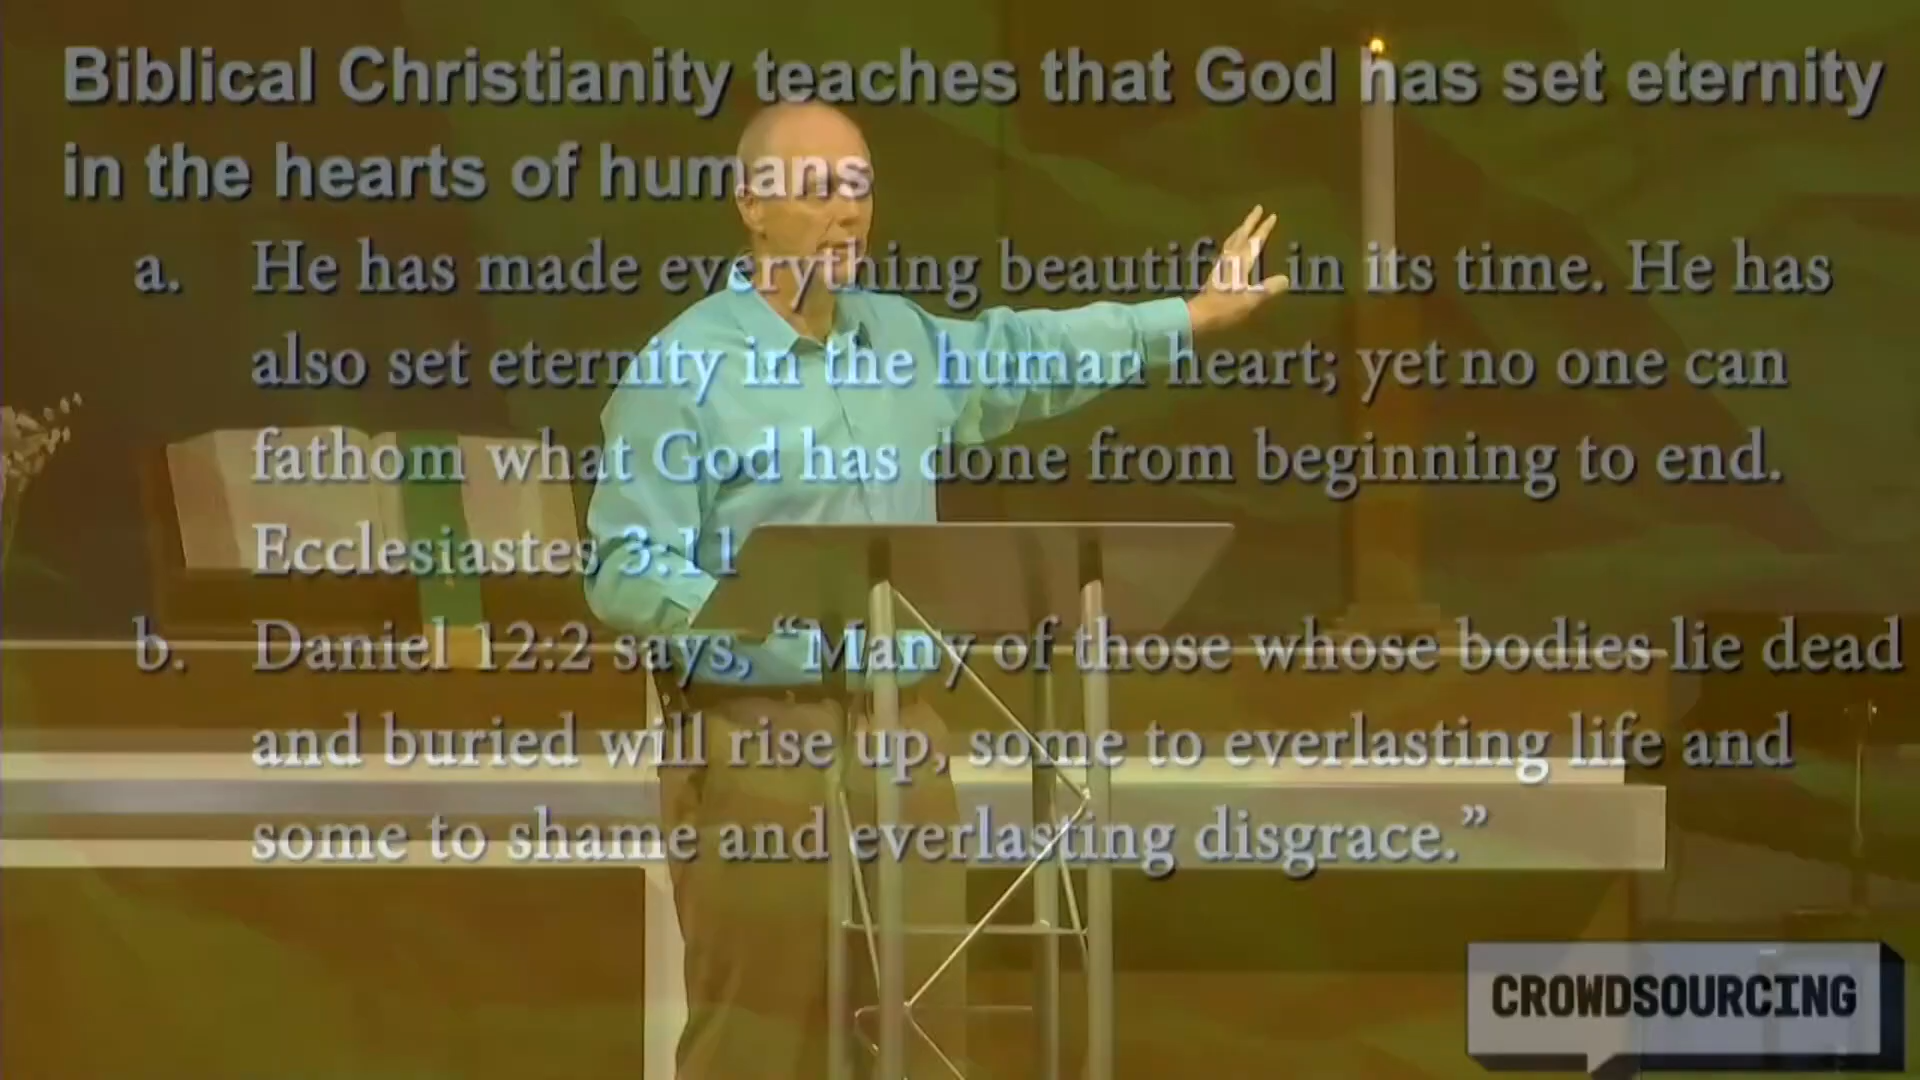 Biblical Christianity teaches that God has set eternity
in the hearts of humans
a. He has made everything beautiful in its time. He has
also set eternity in the human heart; yet no one can
fathom what God has done from beginning to end.
Ecclesiastes 3:11
b. Daniel 12:2 says, “Many of those whose bodies lie dead
and buried will rise up, some to everlasting life and
some to shame and everlasting disgrace.”
CROWDSOURCING